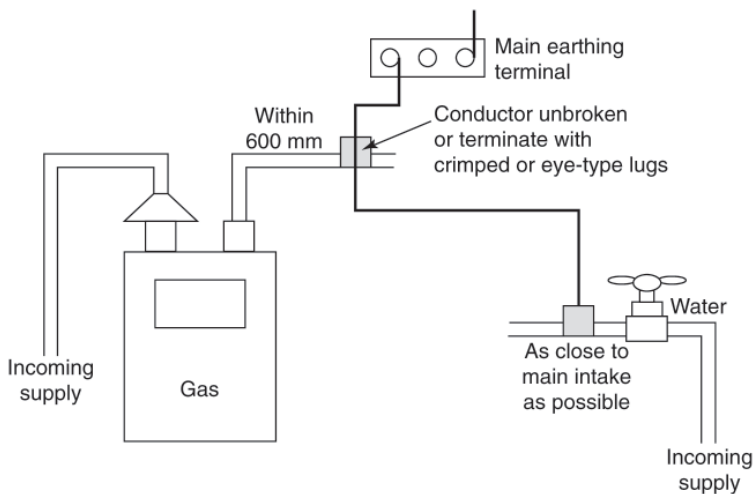 Main earthing
terminal
Within
600 mm
Conductor unbroken
or terminate with
crimped or eye-type lugs
Incoming
supply
Gas
Water
As close to
main intake
as possible
Incoming
supply